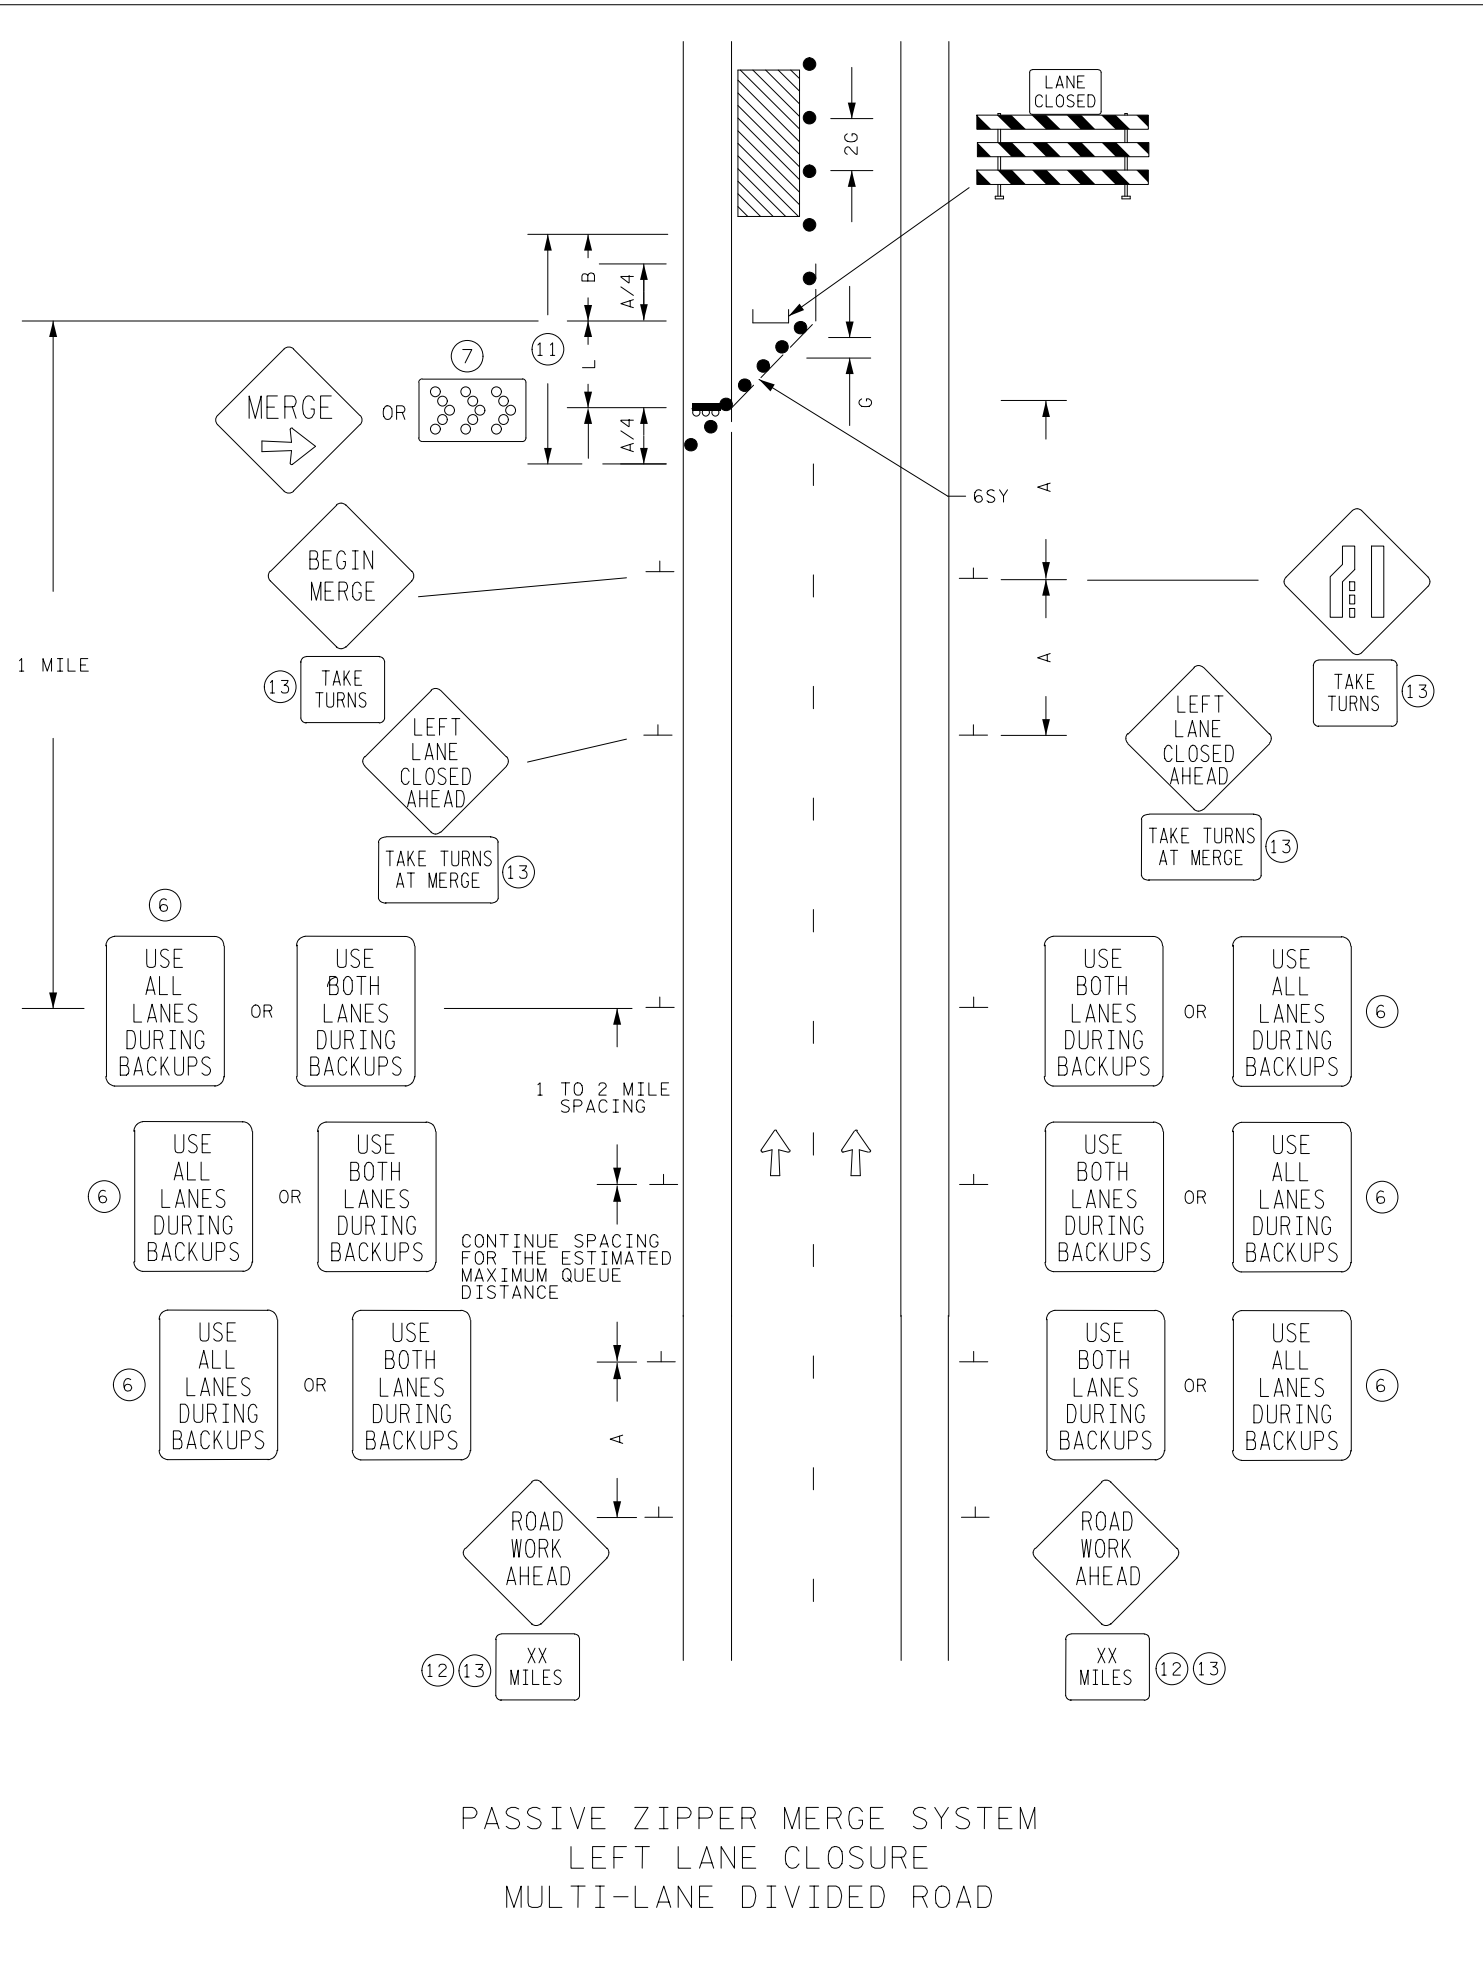 LANE
CLOSED
2G
B
A/4
L
11
7
MERGE
OR
A/4
G
A
6SY
BEGIN
MERGE
13
TAKE
TURNS
1 MILE
A
TAKE
TURNS
13
LEFT
LANE
CLOSED
AHEAD
TAKE TURNS
AT MERGE
13
LEFT
LANE
CLOSED
AHEAD
TAKE TURNS
AT MERGE
13
6
USE
ALL
LANES
DURING
BACKUPS
OR
USE
BOTH
LANES
DURING
BACKUPS
USE
BOTH
LANES
DURING
BACKUPS
OR
USE
ALL
LANES
DURING
BACKUPS
6
1 TO 2 MILE
SPACING
6
USE
ALL
LANES
DURING
BACKUPS
OR
USE
BOTH
LANES
DURING
BACKUPS
USE
BOTH
LANES
DURING
BACKUPS
OR
USE
ALL
LANES
DURING
BACKUPS
6
CONTINUE SPACING
FOR THE ESTIMATED
MAXIMUM QUEUE
DISTANCE
6
USE
ALL
LANES
DURING
BACKUPS
OR
USE
BOTH
LANES
DURING
BACKUPS
A
USE
BOTH
LANES
DURING
BACKUPS
OR
USE
ALL
LANES
DURING
BACKUPS
6
ROAD
WORK
AHEAD
12 13
XX
MILES
ROAD
WORK
AHEAD
XX
MILES
12 13
PASSIVE ZIPPER MERGE SYSTEM
LEFT LANE CLOSURE
MULTI-LANE DIVIDED ROAD